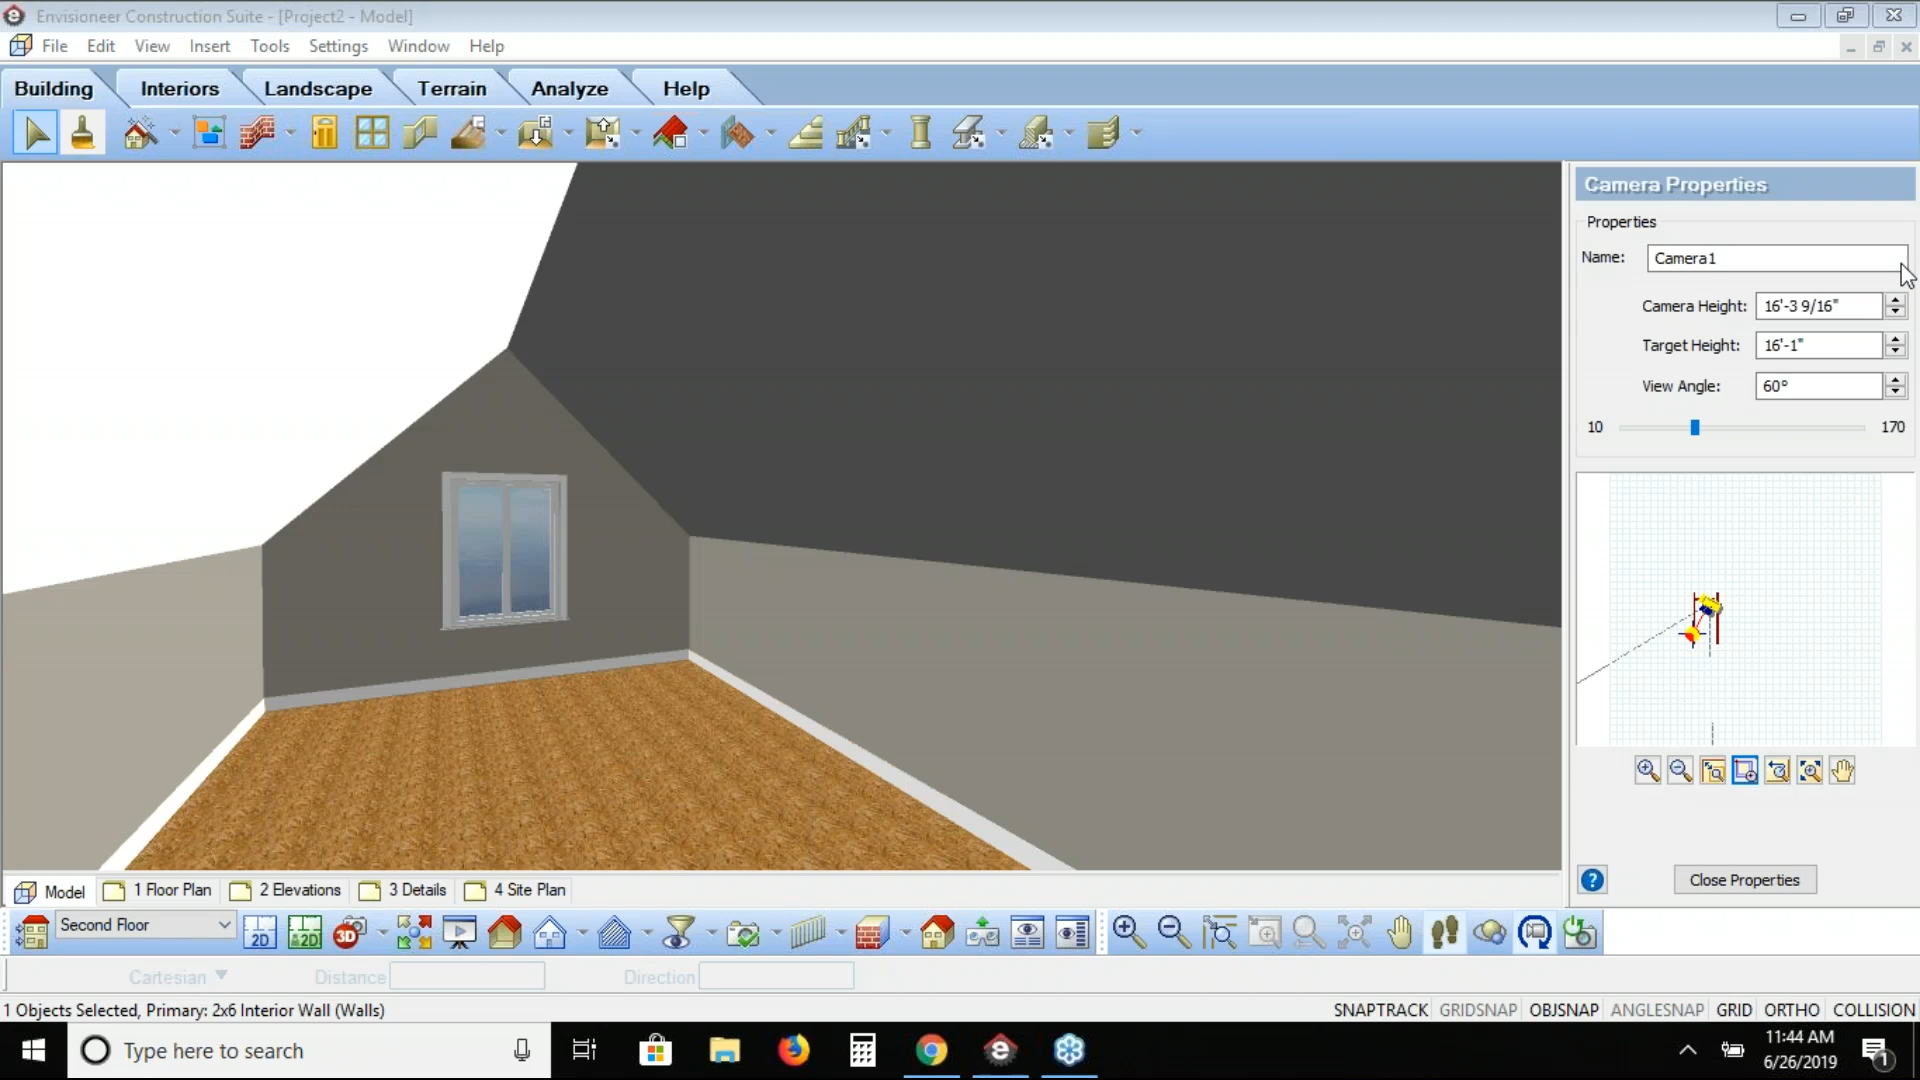 Envisioneer Construction Suite - [Project2 - Model]
File Edit View Insert Tools Settings Window Help
Building Interiors Landscape Terrain Analyze Help
Camera Properties
Properties
Name: Camera1
Camera Height: 16'-3 9/16"
Target Height: 16'-1"
View Angle: 60°
10 170
Close Properties
Model 1 Floor Plan 2 Elevations 3 Details 4 Site Plan
Second Floor 2D 2D 3D
Cartesian Distance Direction
1 Objects Selected, Primary: 2x6 Interior Wall (Walls) SNAPTRACK GRIDSNAP OBJSNAP ANGLESNAP GRID ORTHO COLLISION
Type here to search
11:44 AM
6/26/2019
1